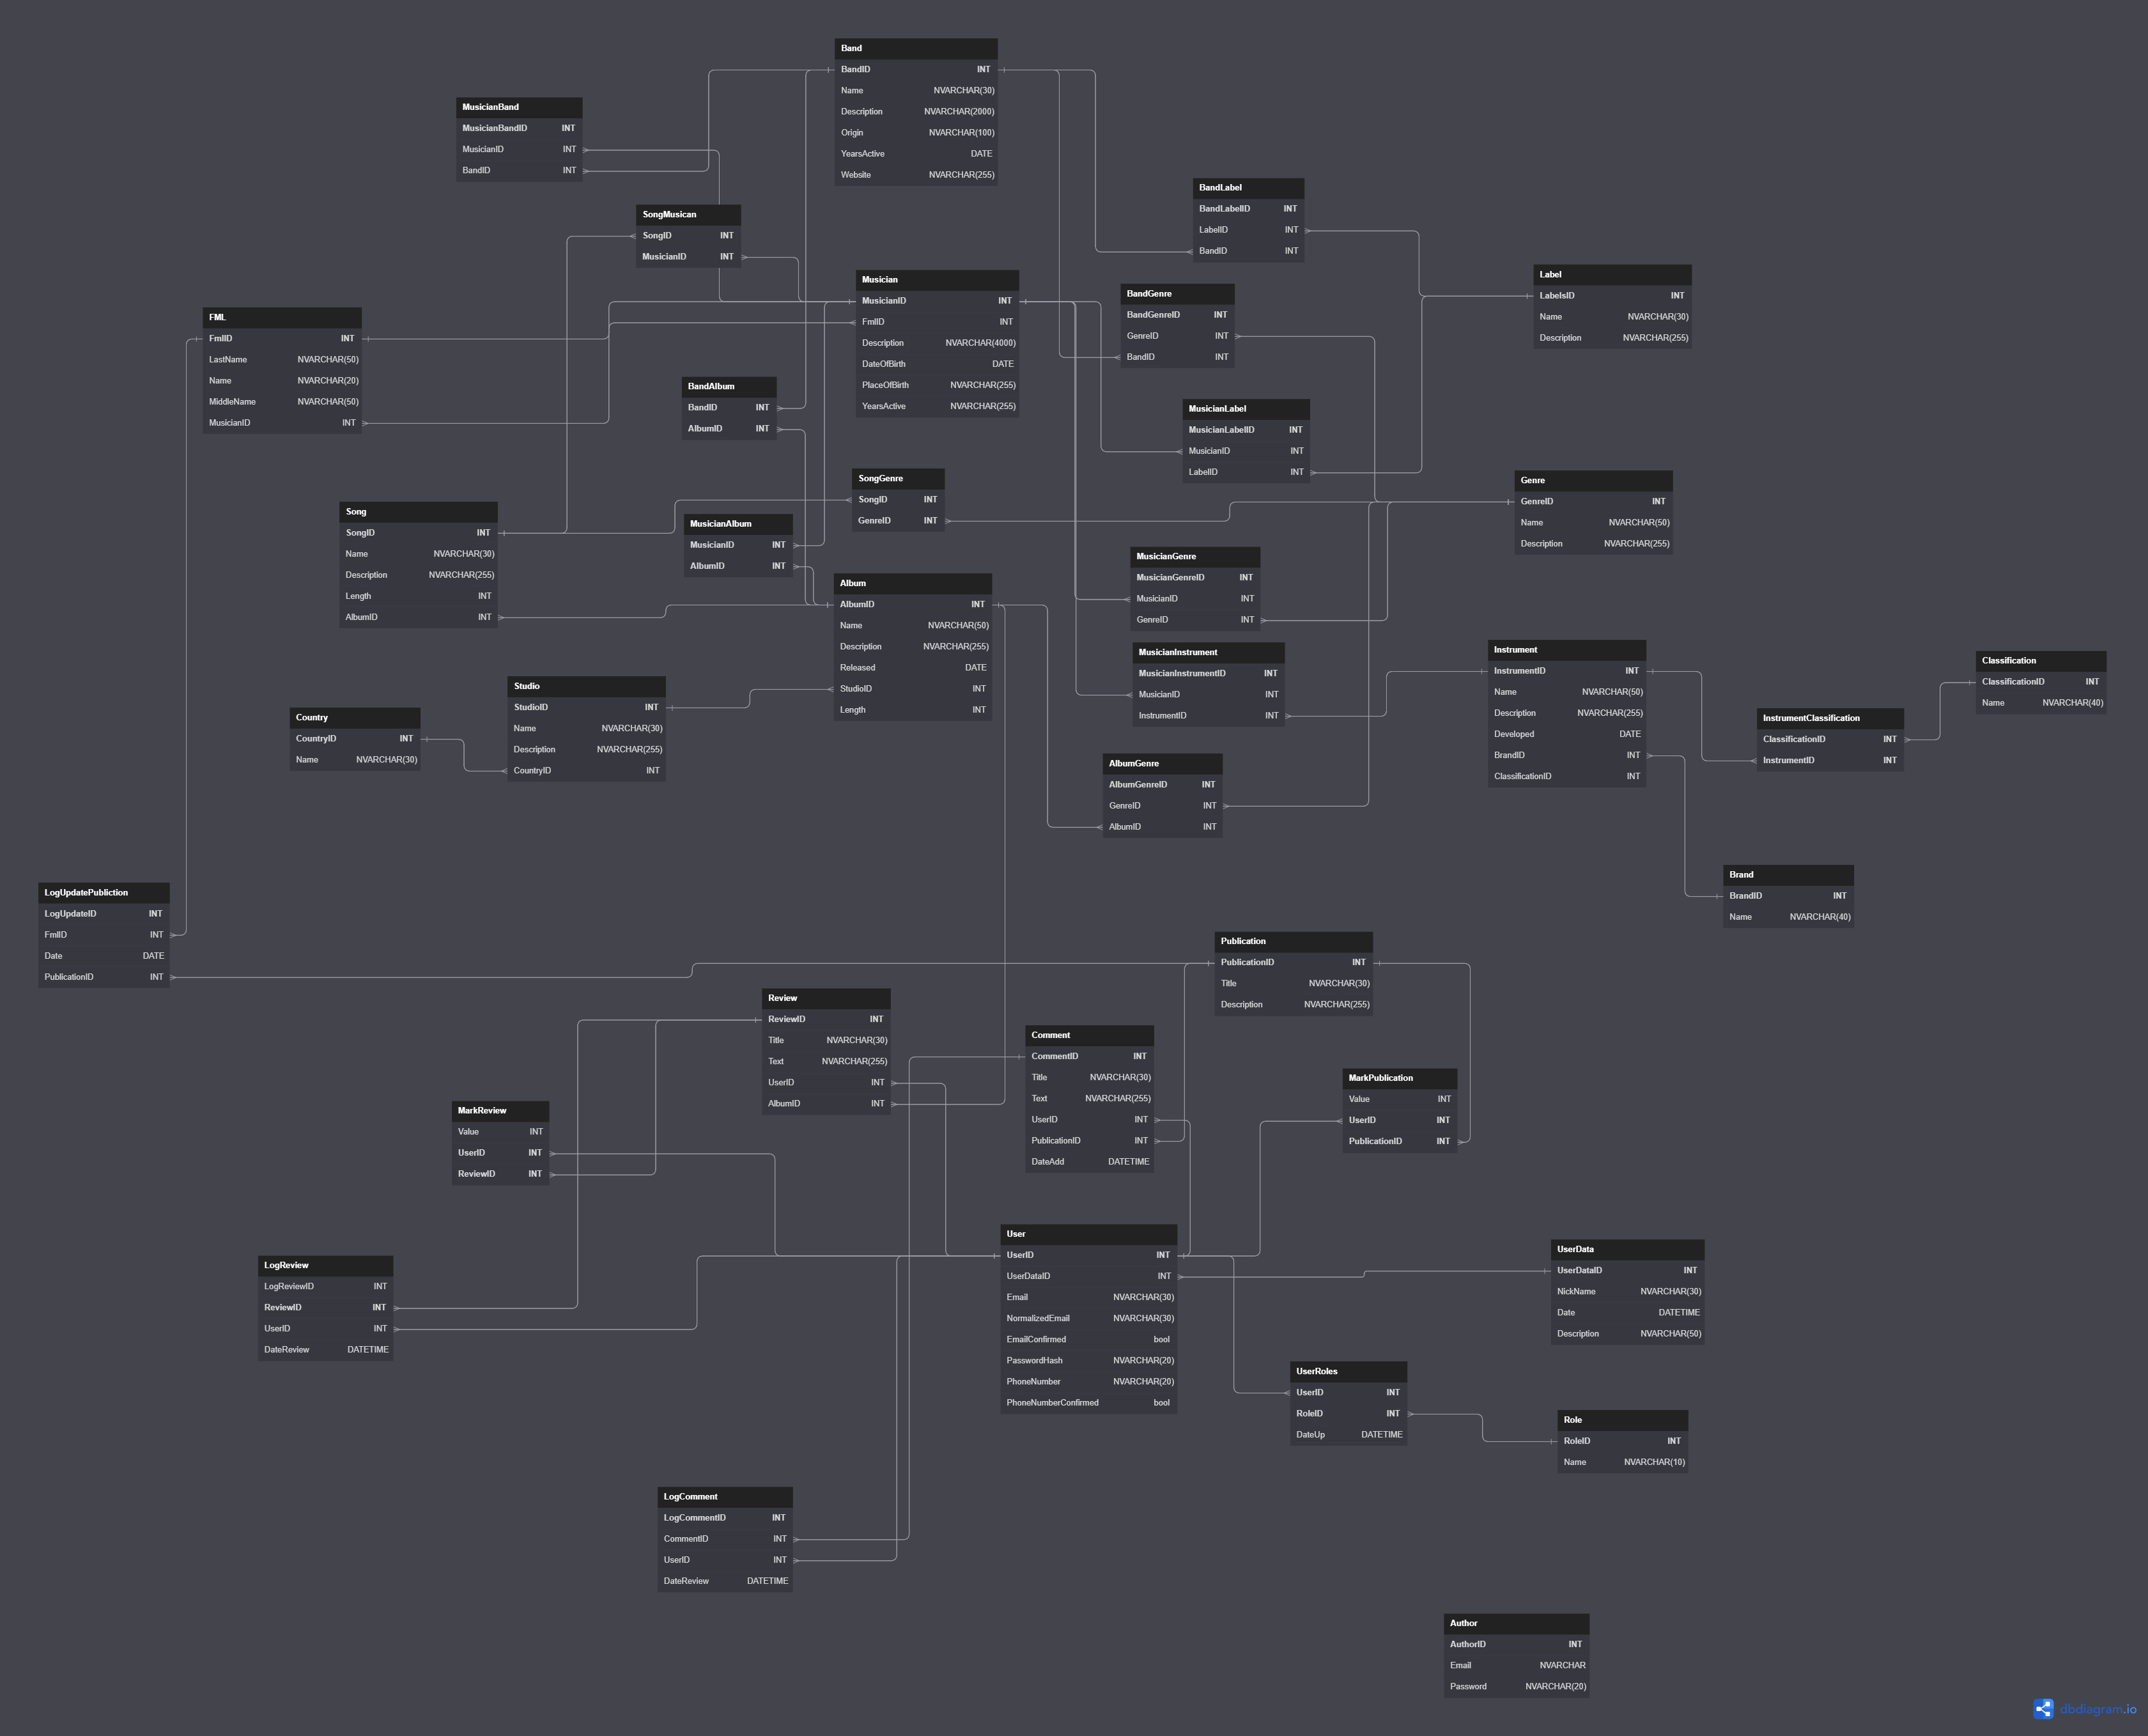 Band
BandID INT
Name NVARCHAR(30)
Description NVARCHAR(2000)
Origin NVARCHAR(100)
YearsActive DATE
Website NVARCHAR(255)
MusicianBand
MusicianBandID INT
MusicianID INT
BandID INT
BandLabel
BandLabelID INT
LabelID INT
BandID INT
SongMusican
SongID INT
MusicianID INT
Label
LabelsID INT
Name NVARCHAR(30)
Description NVARCHAR(255)
Musician
MusicianID INT
FmlID INT
Description NVARCHAR(4000)
DateOfBirth DATE
PlaceOfBirth NVARCHAR(255)
YearsActive NVARCHAR(255)
BandGenre
BandGenreID INT
GenreID INT
BandID INT
FML
FmlID INT
LastName NVARCHAR(50)
Name NVARCHAR(20)
MiddleName NVARCHAR(50)
MusicianID INT
BandAlbum
BandID INT
AlbumID INT
MusicianLabel
MusicianLabelID INT
MusicianID INT
LabelID INT
SongGenre
SongID INT
GenreID INT
Genre
GenreID INT
Name NVARCHAR(50)
Description NVARCHAR(255)
Song
SongID INT
Name NVARCHAR(30)
Description NVARCHAR(255)
Length INT
AlbumID INT
MusicianAlbum
MusicianID INT
AlbumID INT
MusicianGenre
MusicianGenreID INT
MusicianID INT
GenreID INT
Album
AlbumID INT
Name NVARCHAR(50)
Description NVARCHAR(255)
Released DATE
StudioID INT
Length INT
MusicianInstrument
MusicianInstrumentID INT
MusicianID INT
InstrumentID INT
Instrument
InstrumentID INT
Name NVARCHAR(50)
Description NVARCHAR(255)
Developed DATE
BrandID INT
ClassificationID INT
Classification
ClassificationID INT
Name NVARCHAR(40)
Studio
StudioID INT
Name NVARCHAR(30)
Description NVARCHAR(255)
CountryID INT
Country
CountryID INT
Name NVARCHAR(30)
InstrumentClassification
ClassificationID INT
InstrumentID INT
AlbumGenre
AlbumGenreID INT
GenreID INT
AlbumID INT
Brand
BrandID INT
Name NVARCHAR(40)
LogUpdatePubliction
LogUpdateID INT
FmlID INT
Date DATE
PublicationID INT
Publication
PublicationID INT
Title NVARCHAR(30)
Description NVARCHAR(255)
Review
ReviewID INT
Title NVARCHAR(30)
Text NVARCHAR(255)
UserID INT
AlbumID INT
Comment
CommentID INT
Title NVARCHAR(30)
Text NVARCHAR(255)
UserID INT
PublicationID INT
DateAdd DATETIME
MarkPublication
Value INT
UserID INT
PublicationID INT
MarkReview
Value INT
UserID INT
ReviewID INT
User
UserID INT
UserDataID INT
Email NVARCHAR(30)
NormalizedEmail NVARCHAR(30)
EmailConfirmed bool
PasswordHash NVARCHAR(20)
PhoneNumber NVARCHAR(20)
PhoneNumberConfirmed bool
UserData
UserDataID INT
NickName NVARCHAR(30)
Date DATETIME
Description NVARCHAR(50)
LogReview
LogReviewID INT
ReviewID INT
UserID INT
DateReview DATETIME
UserRoles
UserID INT
RoleID INT
DateUp DATETIME
Role
RoleID INT
Name NVARCHAR(10)
LogComment
LogCommentID INT
CommentID INT
UserID INT
DateReview DATETIME
Author
AuthorID INT
Email NVARCHAR
Password NVARCHAR(20)
dbdiagram.io